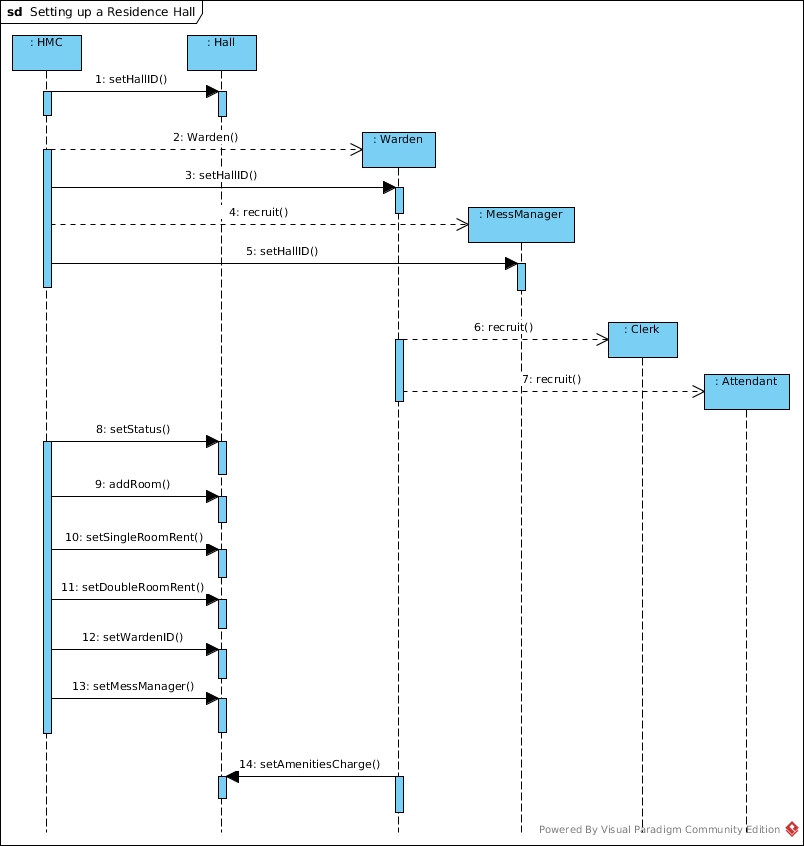 sd Setting up a Residence Hall
: HMC
: Hall
1: setHallID()
2: Warden()
: Warden
3: setHallID()
4: recruit()
: MessManager
5: setHallID()
6: recruit()
: Clerk
7: recruit()
: Attendant
8: setStatus()
9: addRoom()
10: setSingleRoomRent()
11: setDoubleRoomRent()
12: setWardenID()
13: setMessManager()
14: setAmenitiesCharge()
Powered By Visual Paradigm Community Edition